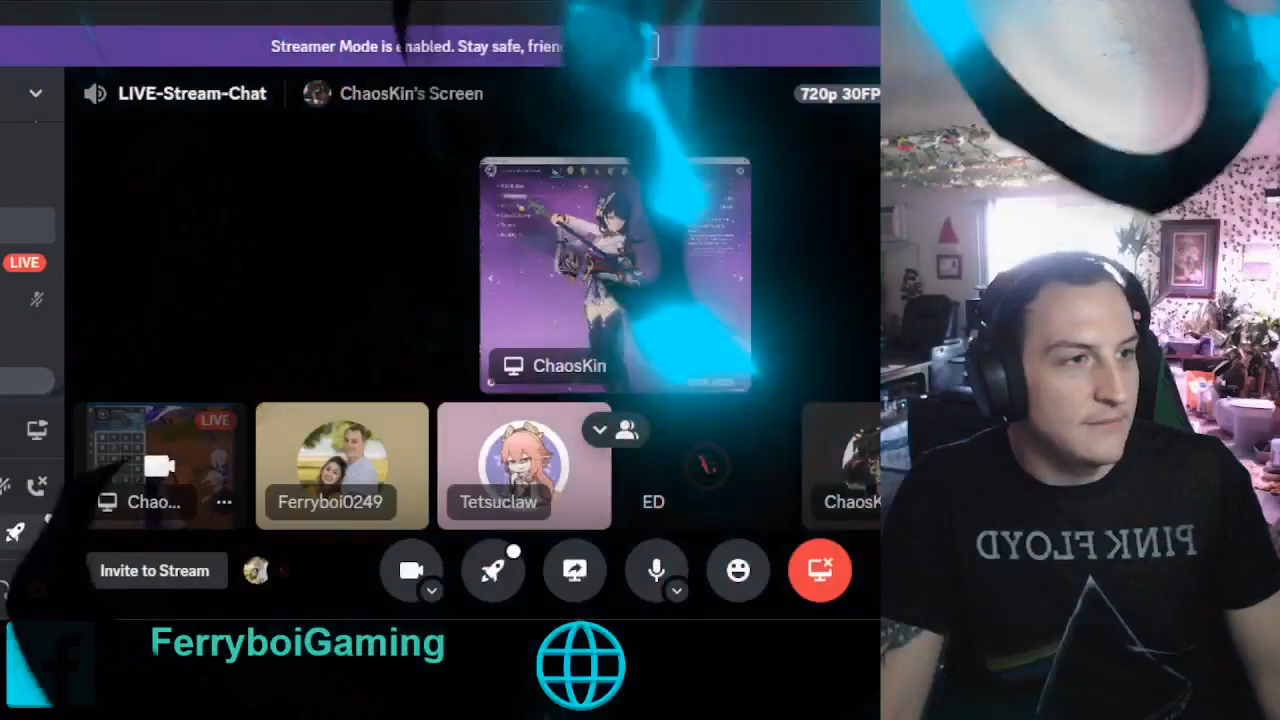 Streamer Mode is enabled. Stay safe, frien
LIVE-Stream-Chat
ChaosKin's Screen
720p 30FP
LIVE
ChaosKin
LIVE
Chao...
Ferryboi0249
Tetsuclaw
ED
ChaosK
Invite to Stream
FerryboiGaming
PINK FLOYD